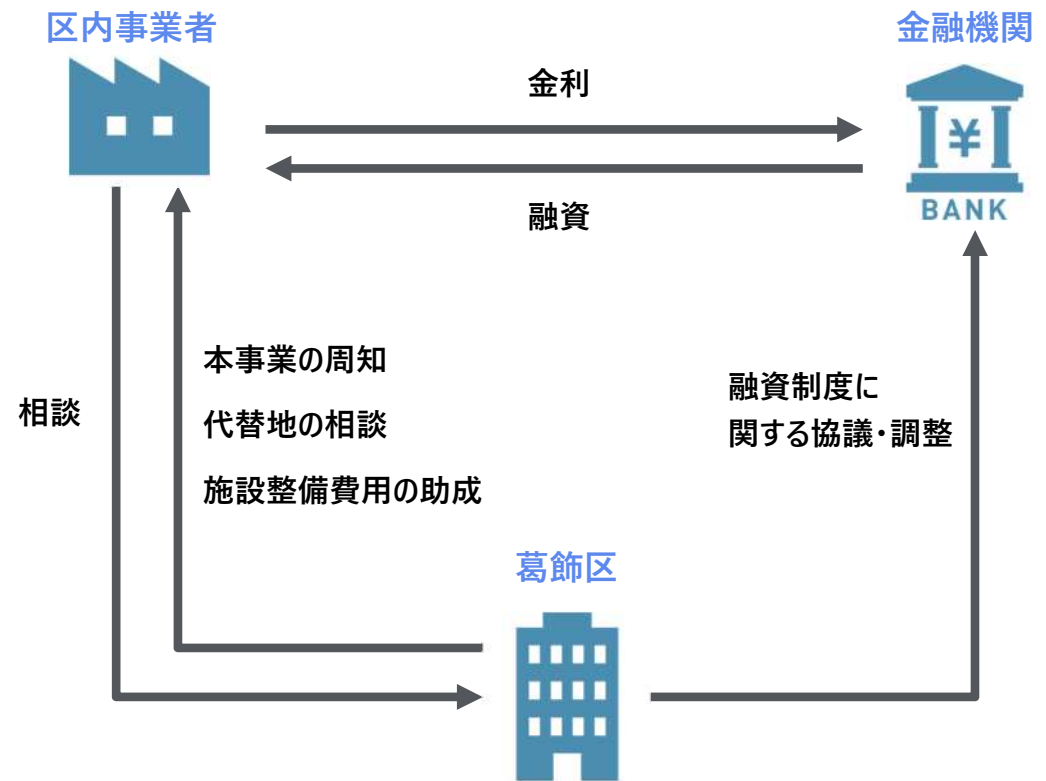 区内事業者
金融機関
金利
BANK
融資
本事業の周知
代替地の相談
施設整備費用の助成
相談
融資制度に
関する協議・調整
葛飾区